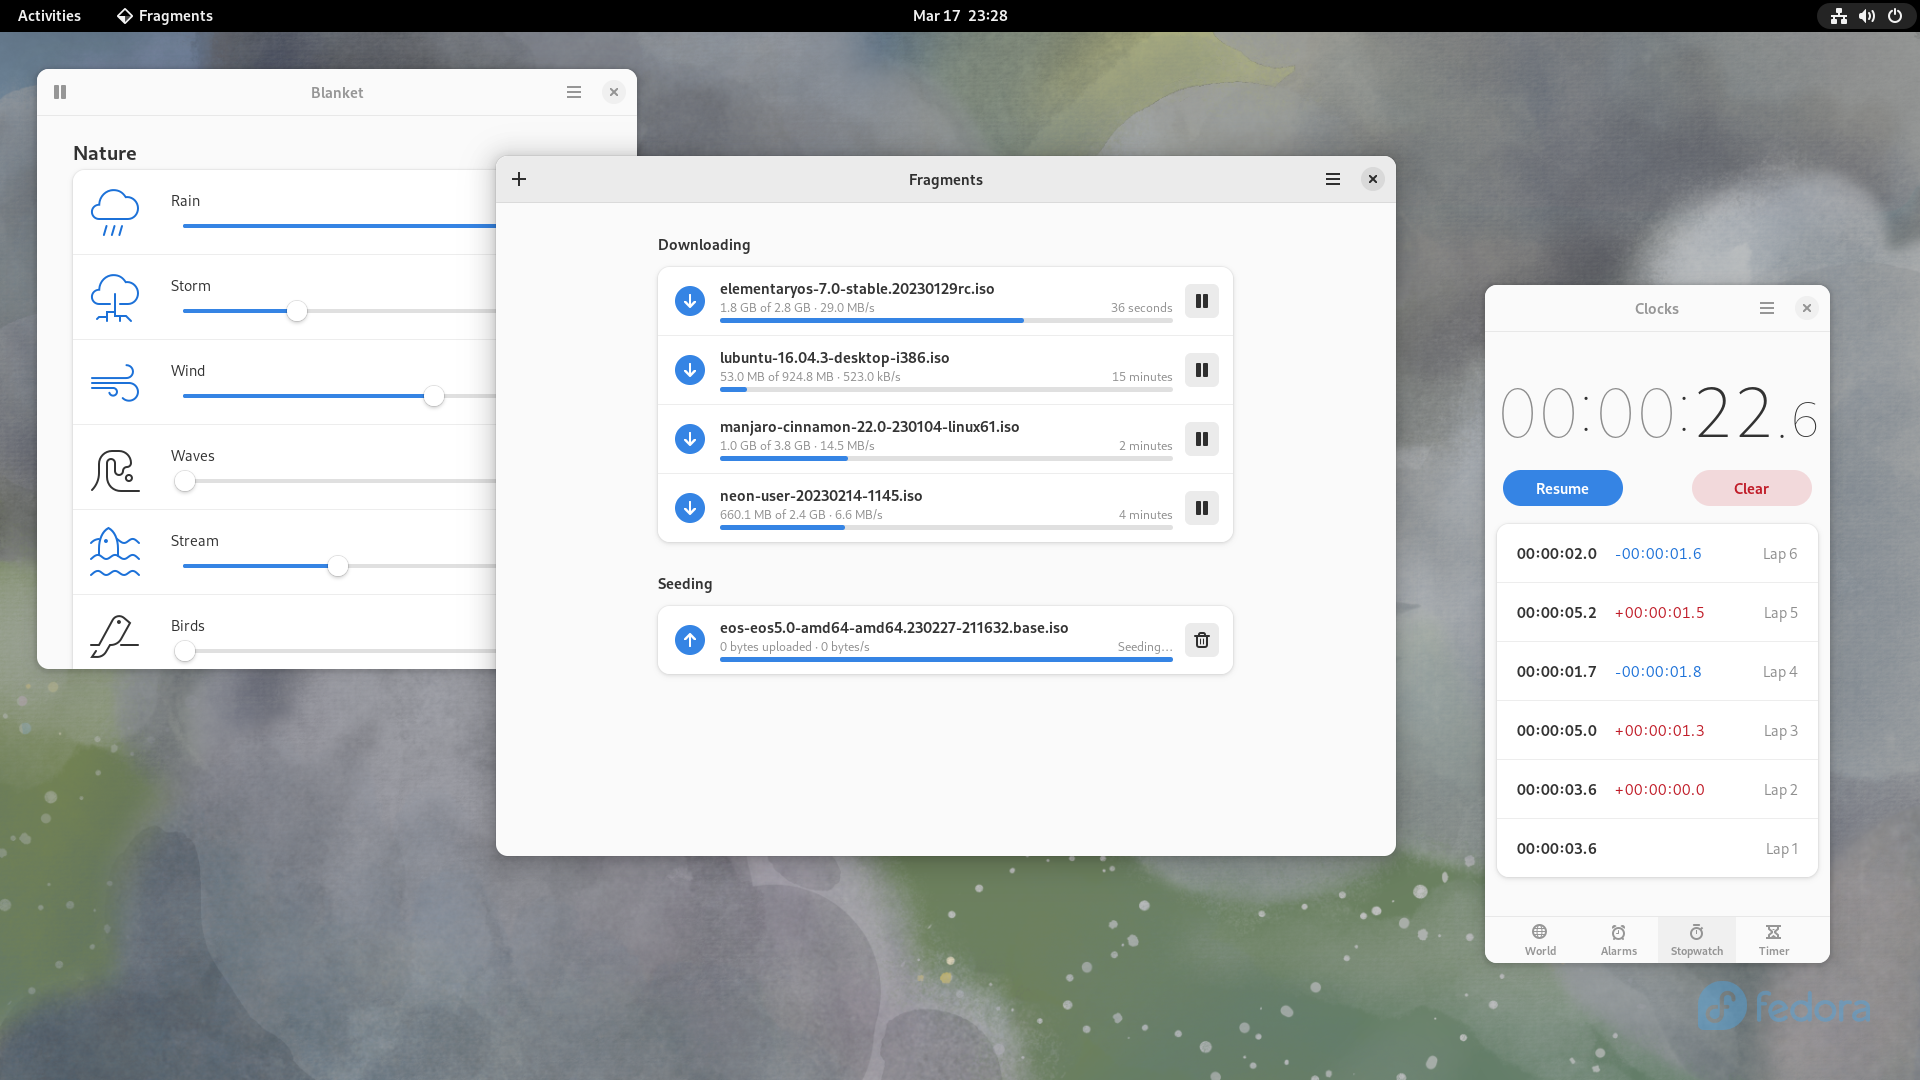 Activities
Fragments
Mar 17 23:28
Blanket
Nature
Rain
Storm
Wind
Waves
Stream
Birds
Fragments
Downloading
elementaryos-7.0-stable.20230129rc.iso
1.8 GB of 2.8 GB · 29.0 MB/s
36 seconds
lubuntu-16.04.3-desktop-i386.iso
53.0 MB of 924.8 MB · 523.0 kB/s
15 minutes
manjaro-cinnamon-22.0-230104-linux61.iso
1.0 GB of 3.8 GB · 14.5 MB/s
2 minutes
neon-user-20230214-1145.iso
660.1 MB of 2.4 GB · 6.6 MB/s
4 minutes
Seeding
eos-eos5.0-amd64-amd64.230227-211632.base.iso
0 bytes uploaded · 0 bytes/s
Seeding…
Clocks
00:00:22.6
Resume
Clear
00:00:02.0 -00:00:01.6 Lap 6
00:00:05.2 +00:00:01.5 Lap 5
00:00:01.7 -00:00:01.8 Lap 4
00:00:05.0 +00:00:01.3 Lap 3
00:00:03.6 +00:00:00.0 Lap 2
00:00:03.6 Lap 1
World
Alarms
Stopwatch
Timer
fedora